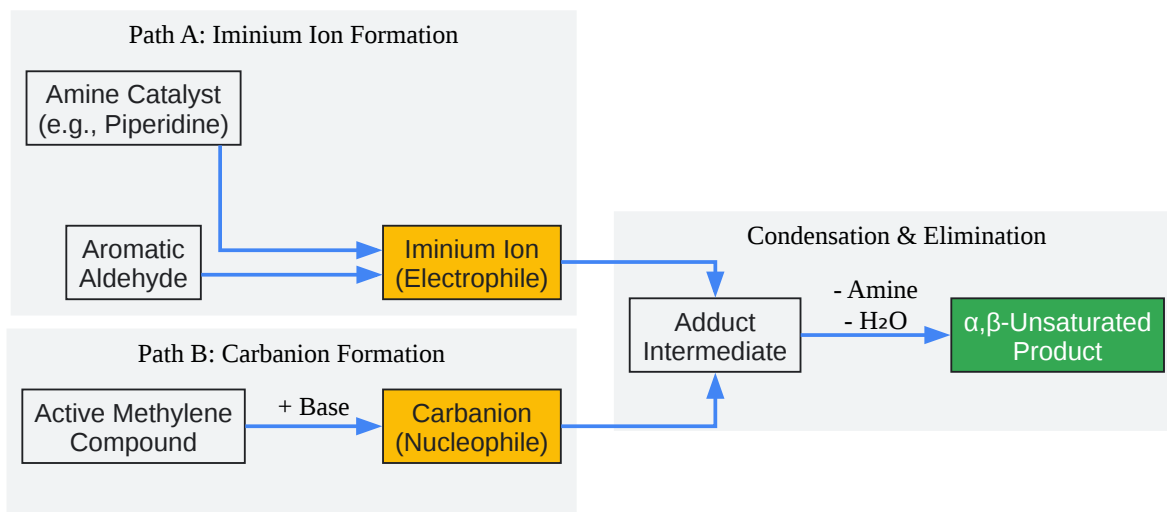 Path A: Iminium Ion Formation
Amine Catalyst
(e.g., Piperidine)
Aromatic
Aldehyde
Iminium Ion
(Electrophile)
Path B: Carbanion Formation
Active Methylene
Compound
+ Base
Carbanion
(Nucleophile)
Condensation & Elimination
Adduct
Intermediate
- Amine
- H₂O
α,β-Unsaturated
Product